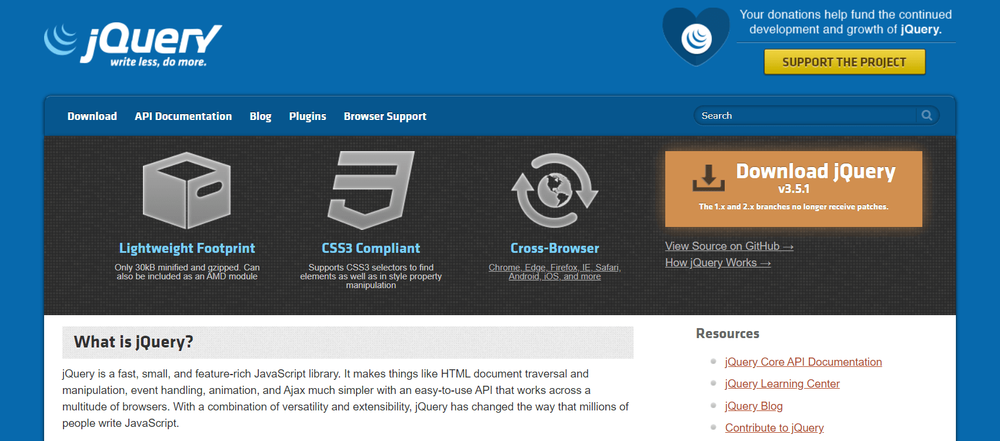 jQuery
write less, do more.
Your donations help fund the continued
development and growth of jQuery.
SUPPORT THE PROJECT
Download API Documentation Blog Plugins Browser Support
Search
Lightweight Footprint
Only 30kB minified and gzipped. Can
also be included as an AMD module
CSS3 Compliant
Supports CSS3 selectors to find
elements as well as in style property
manipulation
Cross-Browser
Chrome, Edge, Firefox, IE, Safari,
Android, iOS, and more
Download jQuery
v3.5.1
The 1.x and 2.x branches no longer receive patches.
View Source on GitHub →
How jQuery Works →
What is jQuery?
jQuery is a fast, small, and feature-rich JavaScript library. It makes things like HTML document traversal and
manipulation, event handling, animation, and Ajax much simpler with an easy-to-use API that works across a
multitude of browsers. With a combination of versatility and extensibility, jQuery has changed the way that millions of
people write JavaScript.
Resources
jQuery Core API Documentation
jQuery Learning Center
jQuery Blog
Contribute to jQuery